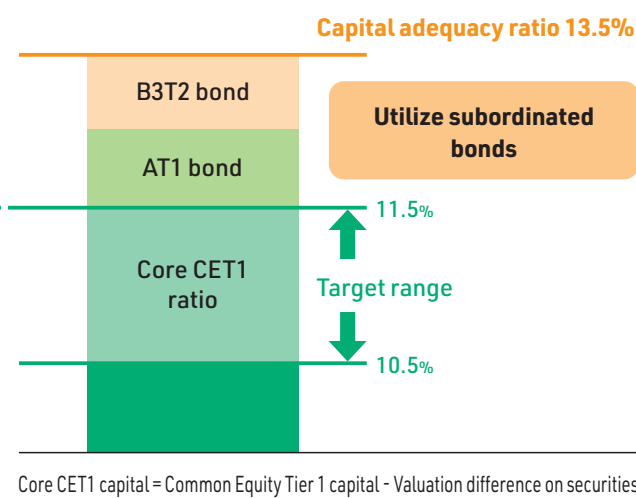 Capital adequacy ratio 13.5%
B3T2 bond
Utilize subordinated
bonds
AT1 bond
11.5%
Core CET1
ratio
Target range
10.5%
Core CET1 capital = Common Equity Tier 1 capital - Valuation difference on securities